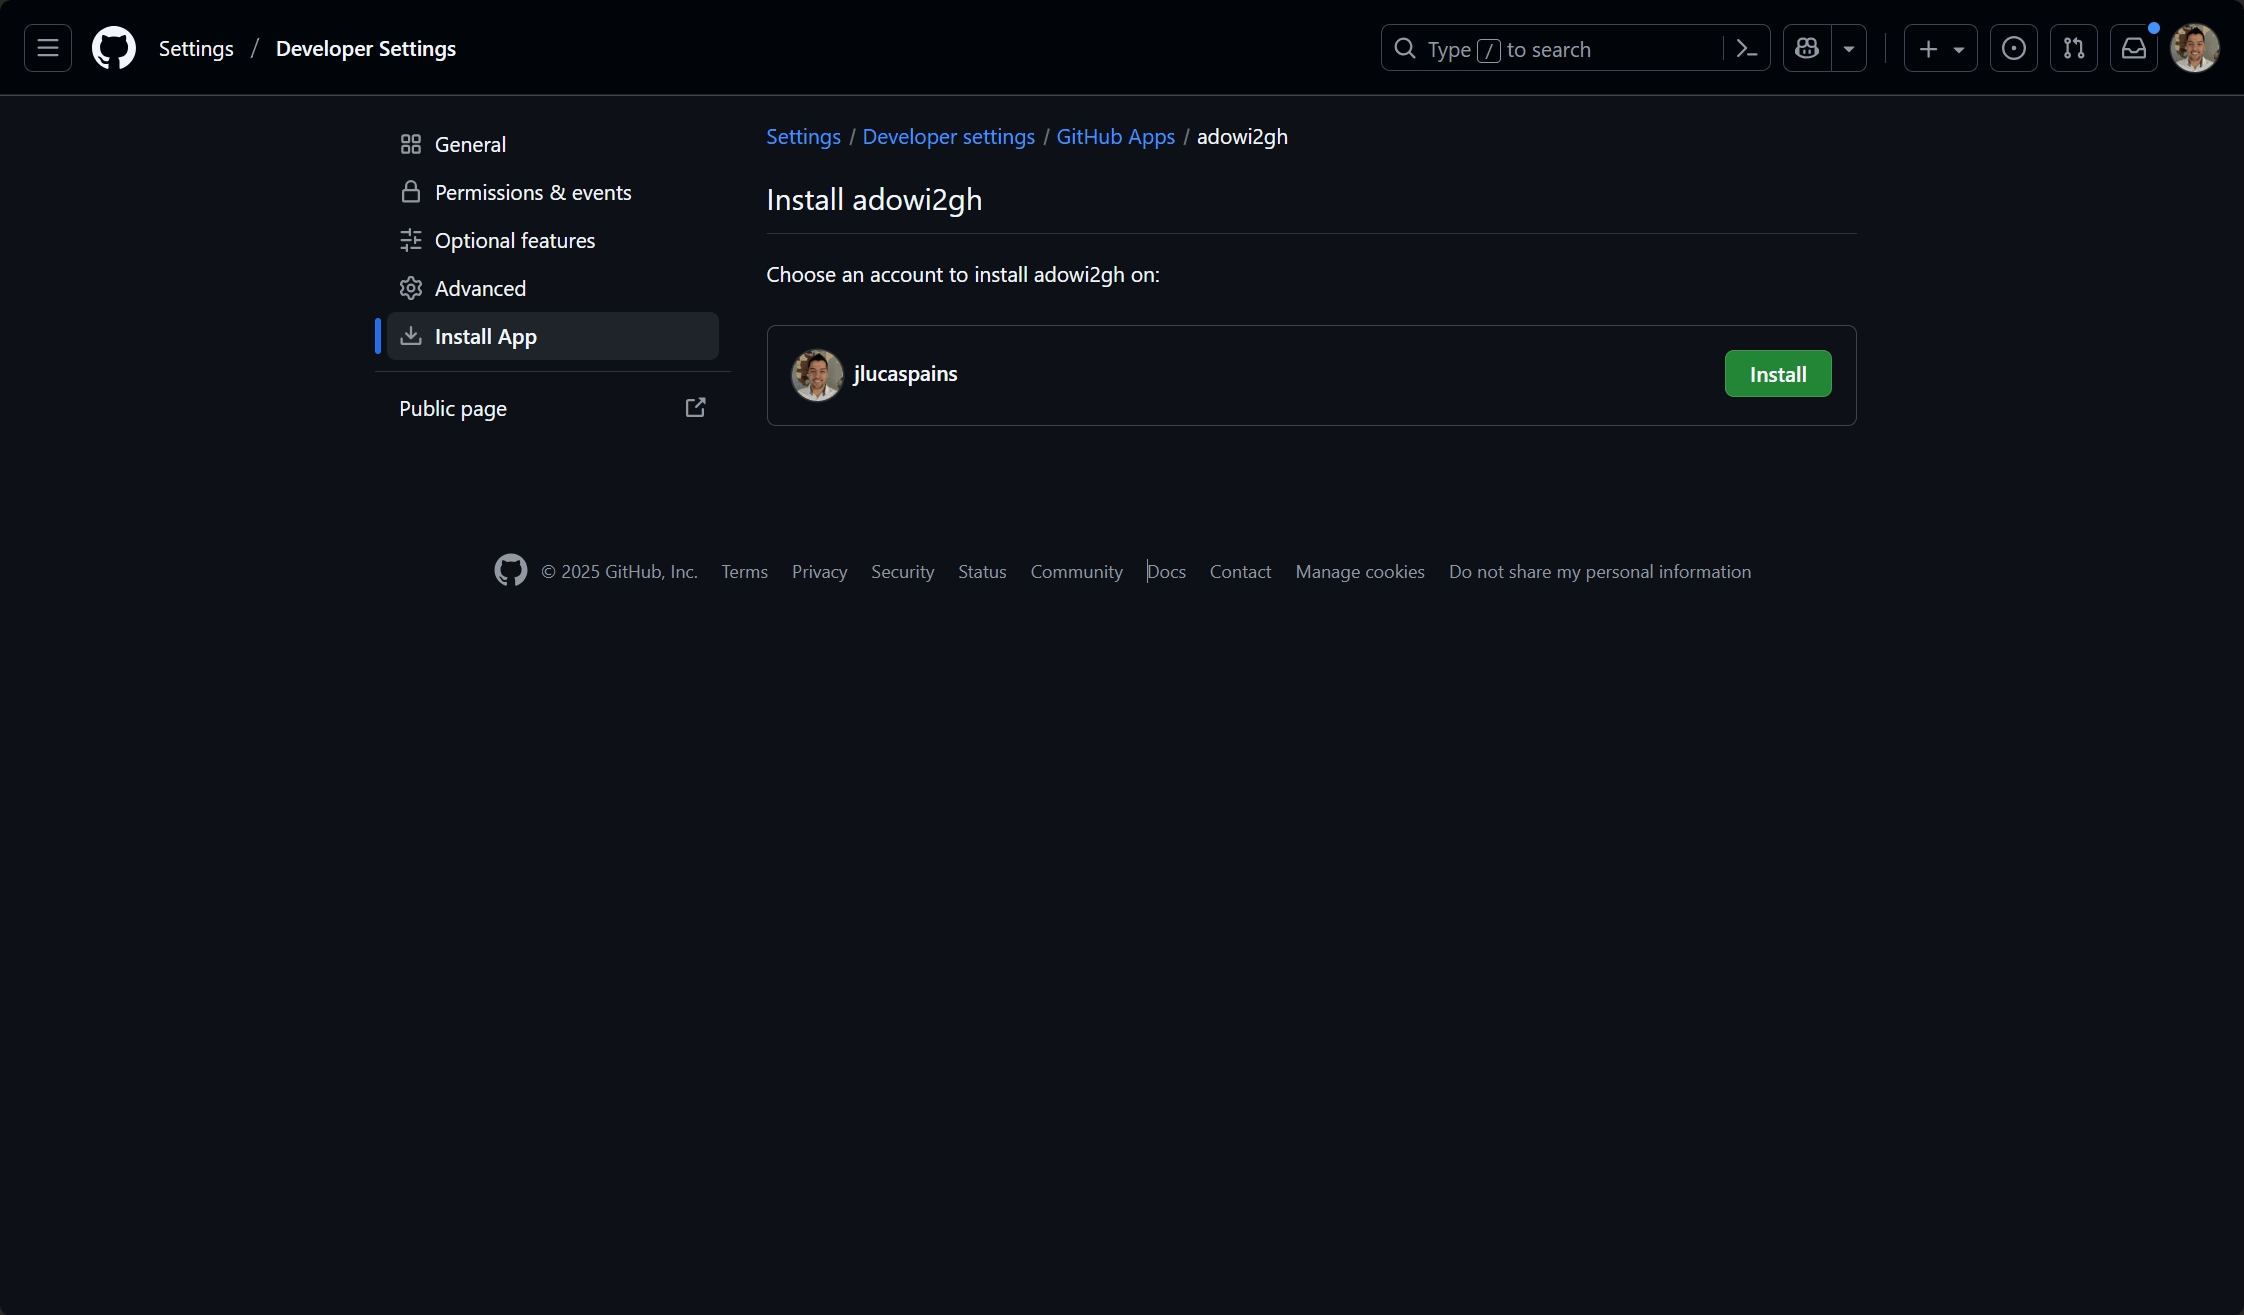 Settings / Developer Settings
Type / to search
General
Permissions & events
Optional features
Advanced
Install App
Public page
Settings / Developer settings / GitHub Apps / adowi2gh
Install adowi2gh
Choose an account to install adowi2gh on:
jlucaspains
Install
© 2025 GitHub, Inc. Terms Privacy Security Status Community Docs Contact Manage cookies Do not share my personal information